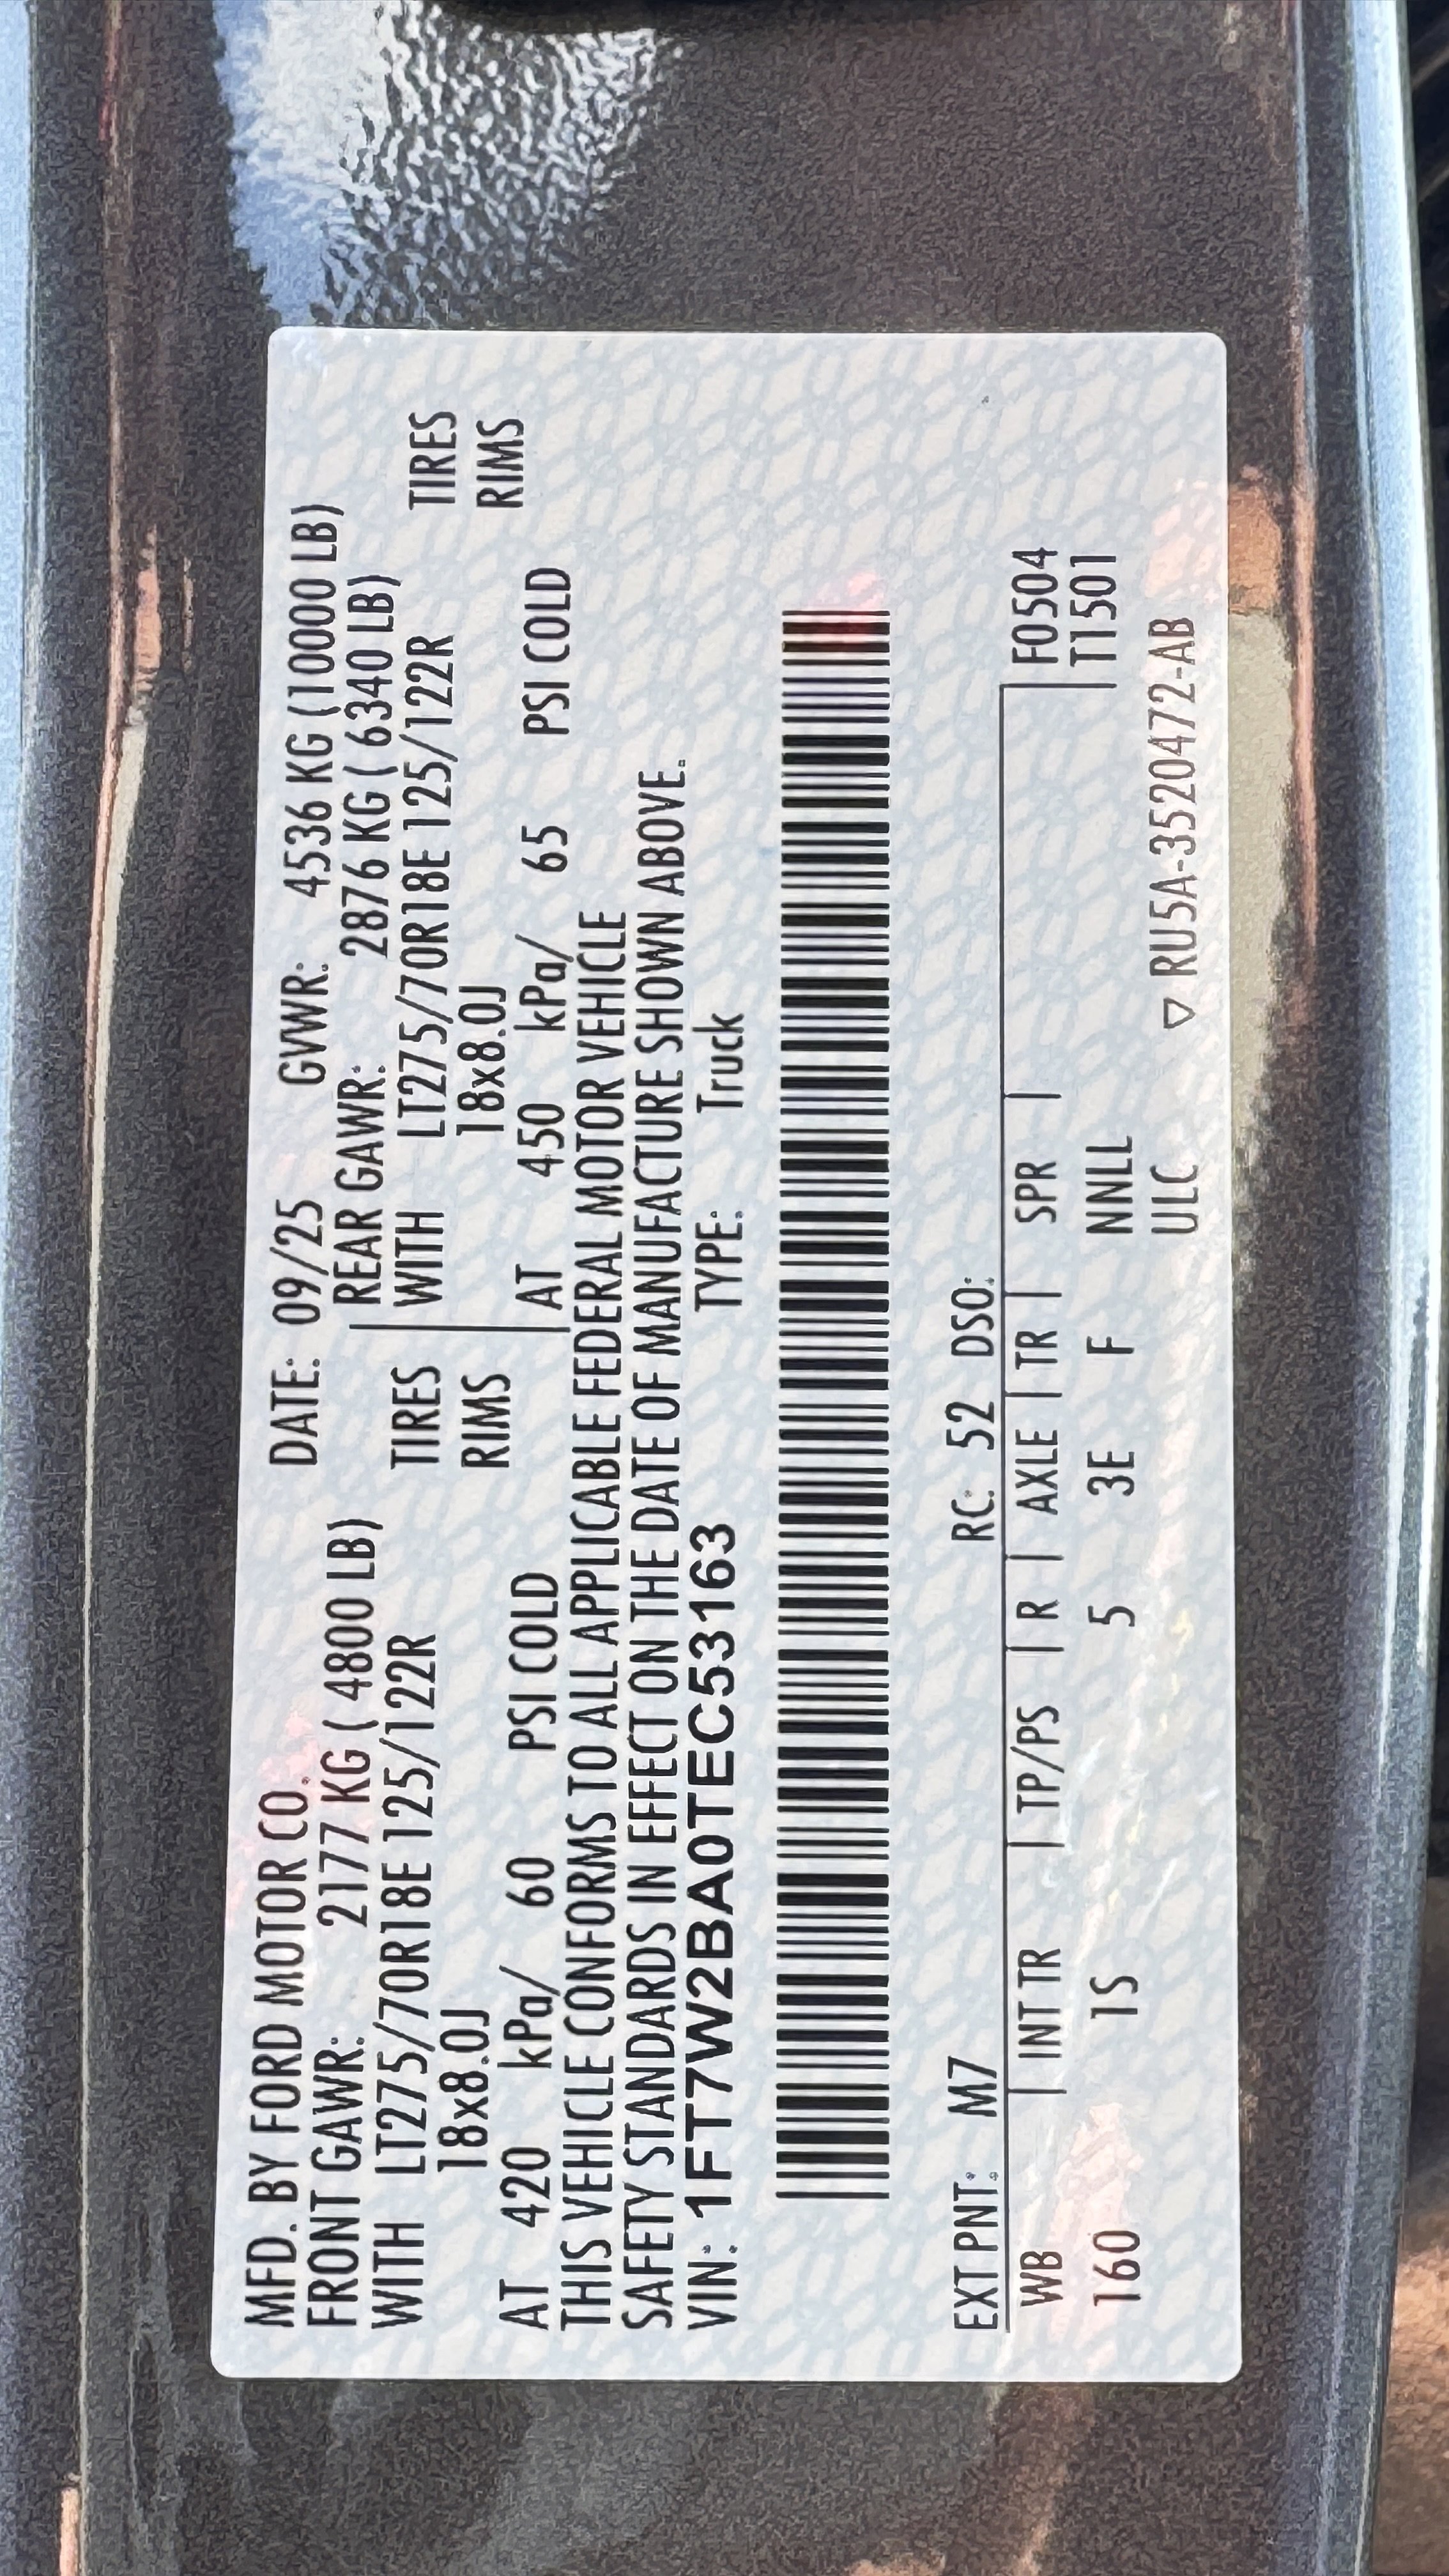 MFD. BY FORD MOTOR CO. DATE: 09/25 GVWR: 4536 KG (10000 LB)
FRONT GAWR: 2177 KG ( 4800 LB) REAR GAWR: 2876 KG ( 6340 LB)
WITH LT275/70R18E 125/122R TIRES WITH LT275/70R18E 125/122R TIRES
18x8.0J RIMS 18x8.0J RIMS
AT 420 kPa/ 60 PSI COLD AT 450 kPa/ 65 PSI COLD
THIS VEHICLE CONFORMS TO ALL APPLICABLE FEDERAL MOTOR VEHICLE
SAFETY STANDARDS IN EFFECT ON THE DATE OF MANUFACTURE SHOWN ABOVE.
VIN: 1FT7W2BA0TEC53163 TYPE: Truck
EXT PNT: M7 RC: 52 DSO:
WB INT TR TP/PS R AXLE TR SPR F0504
160 1S 5 3E F NNLL T1501
ULC ▽ RU5A-3520472-AB